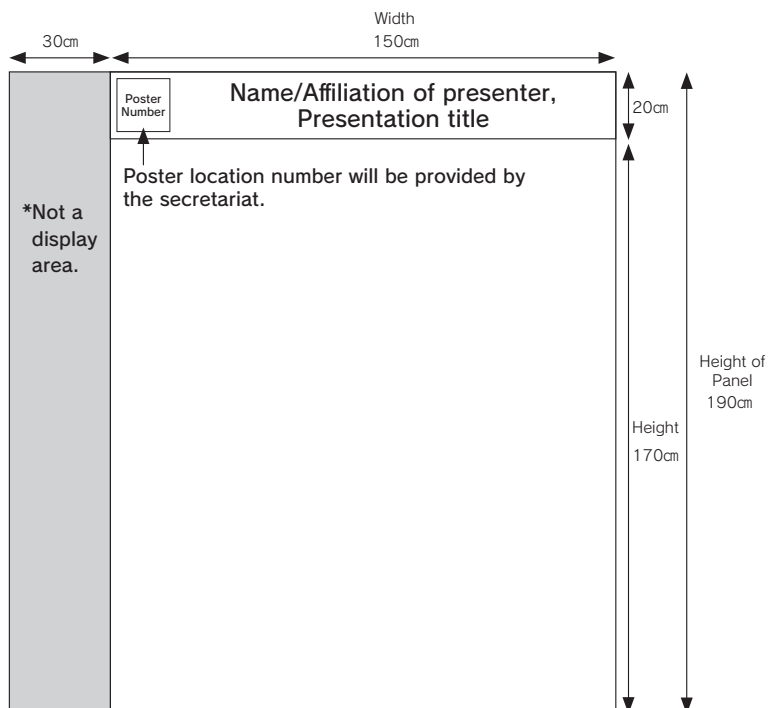 Width
30㎝
150㎝
Poster
Number
Name/Affiliation of presenter,
Presentation title
20㎝
Poster location number will be provided by
the secretariat.
*Not a
display
area.
Height of
Panel
190㎝
Height
170㎝